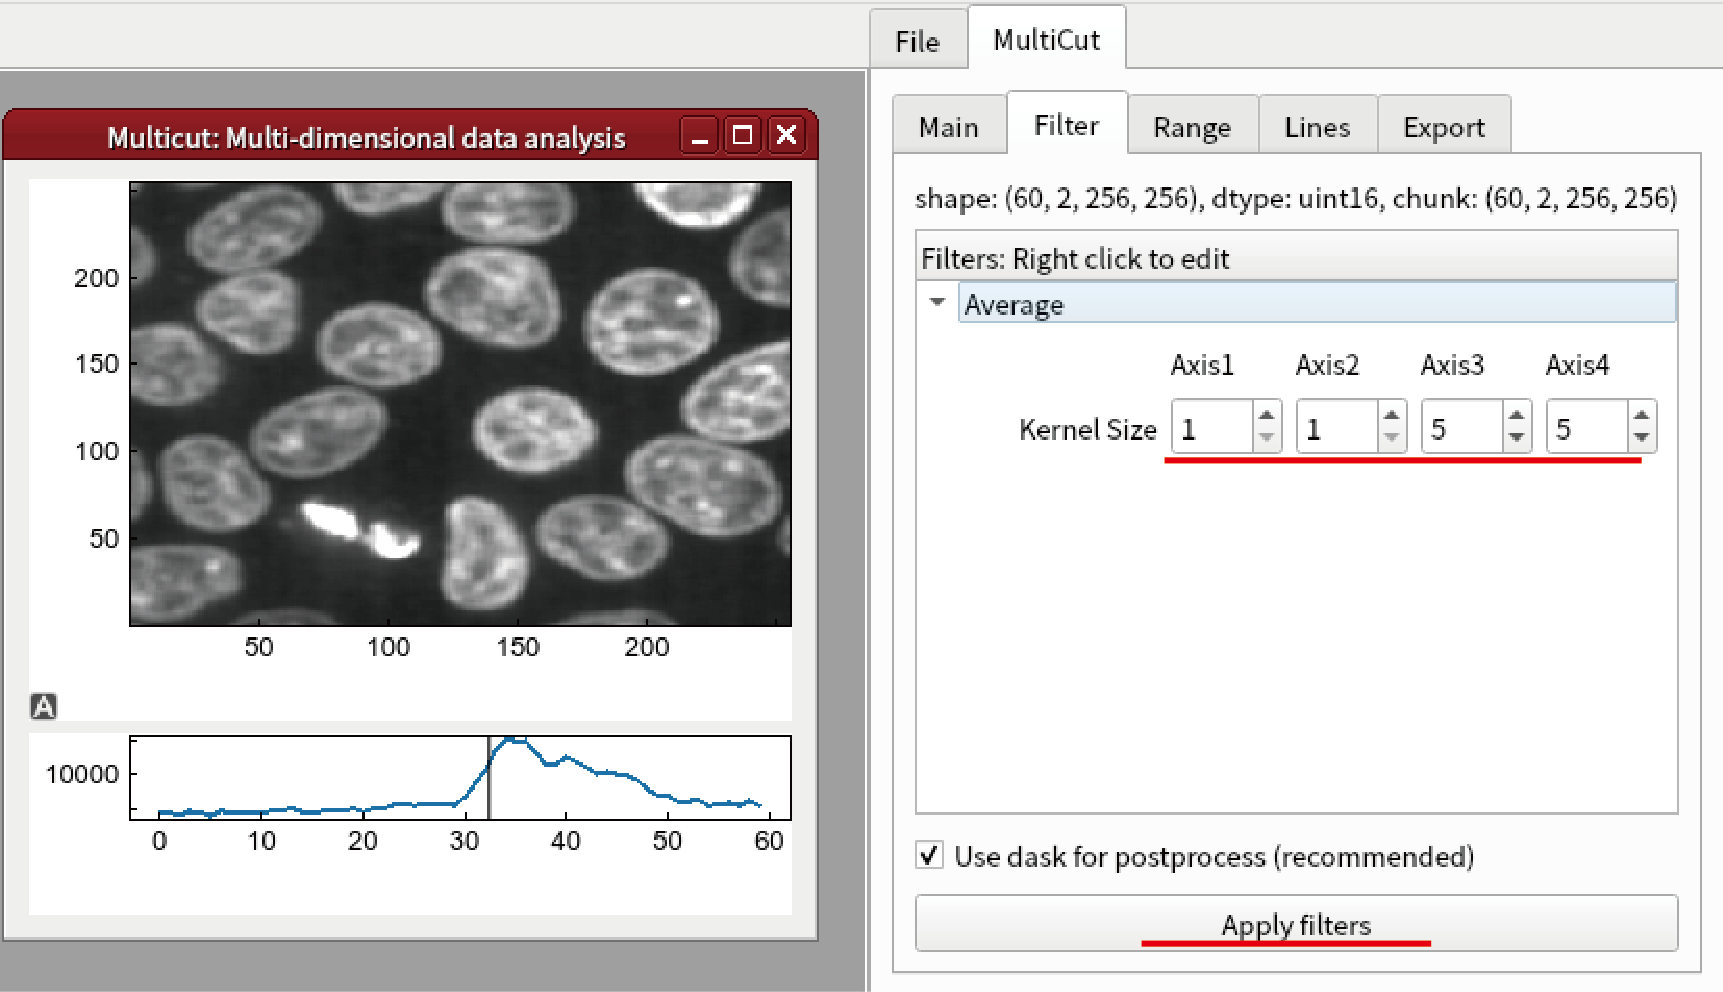 File MultiCut
Multicut: Multi-dimensional data analysis
200
150
100
50
50 100 150 200
A
10000
0 10 20 30 40 50 60
Main Filter Range Lines Export
shape: (60, 2, 256, 256), dtype: uint16, chunk: (60, 2, 256, 256)
Filters: Right click to edit
Average
Axis1 Axis2 Axis3 Axis4
Kernel Size 1 1 5 5
Use dask for postprocess (recommended)
Apply filters